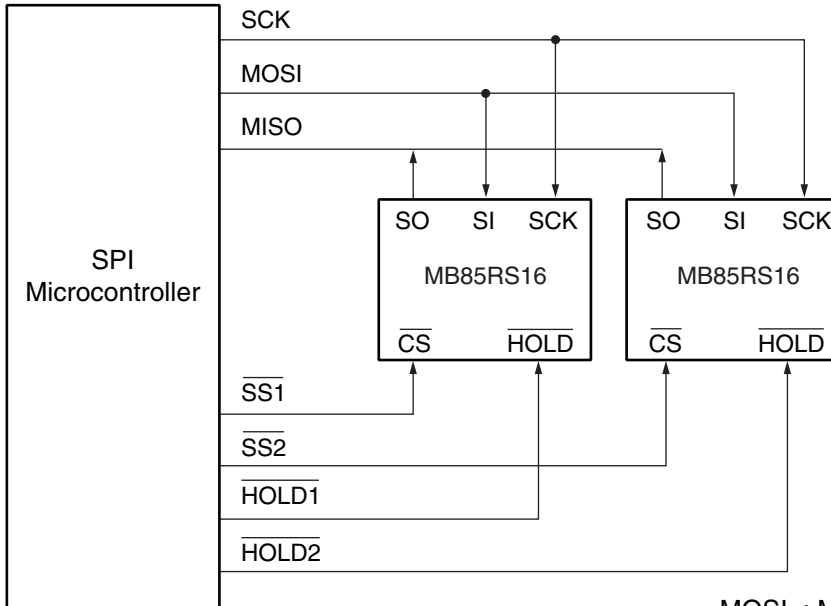 SCK
MOSI
MISO
SO SI SCK
SO SI SCK
SPI
Microcontroller
MB85RS16
MB85RS16
CS HOLD
CS HOLD
SS1
SS2
HOLD1
HOLD2
MOSI : M